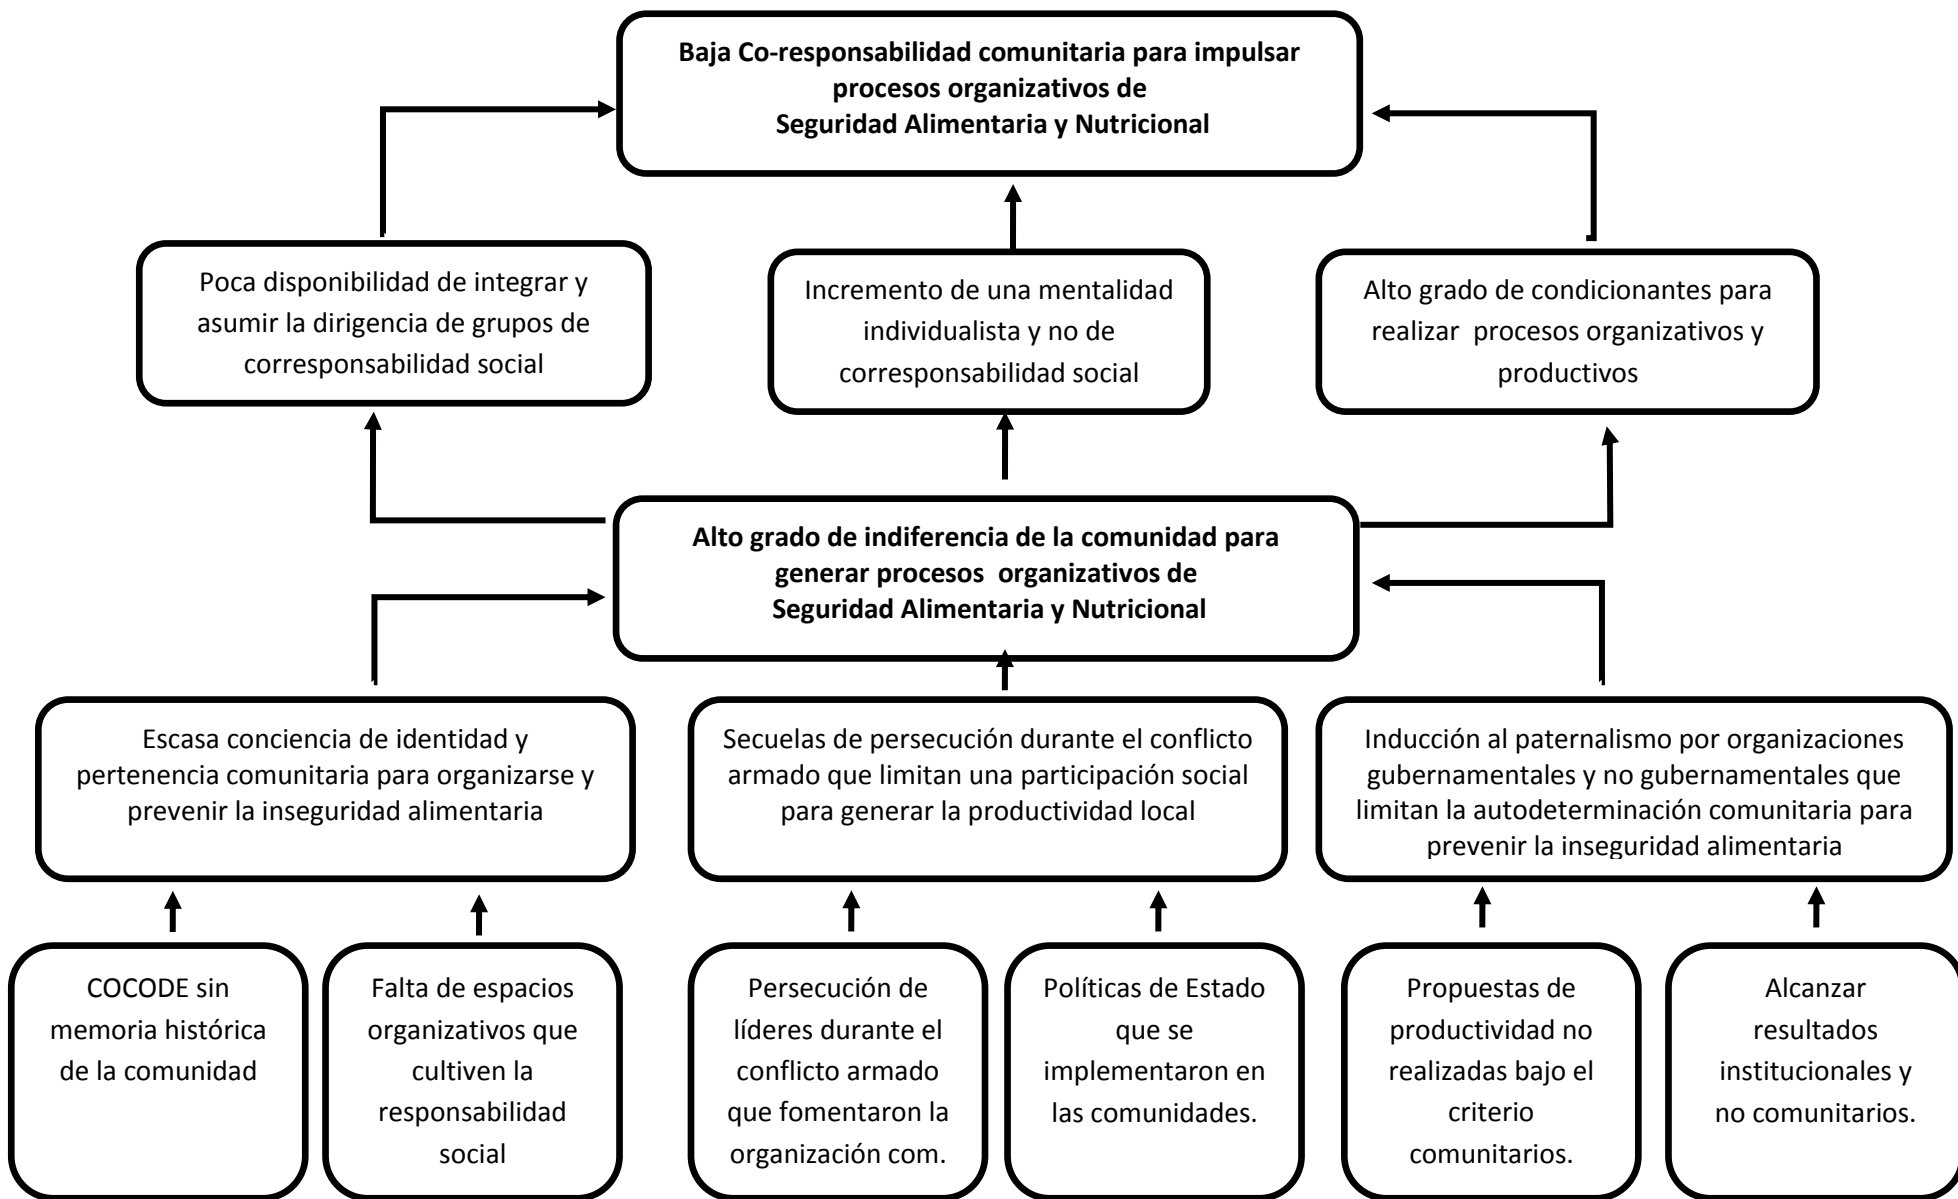 Baja Co-responsabilidad comunitaria para impulsar
procesos organizativos de
Seguridad Alimentaria y Nutricional
Poca disponibilidad de integrar y
asumir la dirigencia de grupos de
corresponsabilidad social
Incremento de una mentalidad
individualista y no de
corresponsabilidad social
Alto grado de condicionantes para
realizar procesos organizativos y
productivos
Alto grado de indiferencia de la comunidad para
generar procesos organizativos de
Seguridad Alimentaria y Nutricional
Escasa conciencia de identidad y
pertenencia comunitaria para organizarse y
prevenir la inseguridad alimentaria
Secuelas de persecución durante el conflicto
armado que limitan una participación social
para generar la productividad local
Inducción al paternalismo por organizaciones
gubernamentales y no gubernamentales que
limitan la autodeterminación comunitaria para
prevenir la inseguridad alimentaria
COCODE sin
memoria histórica
de la comunidad
Falta de espacios
organizativos que
cultiven la
responsabilidad
social
Persecución de
líderes durante el
conflicto armado
que fomentaron la
organización com.
Políticas de Estado
que se
implementaron en
las comunidades.
Propuestas de
productividad no
realizadas bajo el
criterio
comunitarios.
Alcanzar
resultados
institucionales y
no comunitarios.